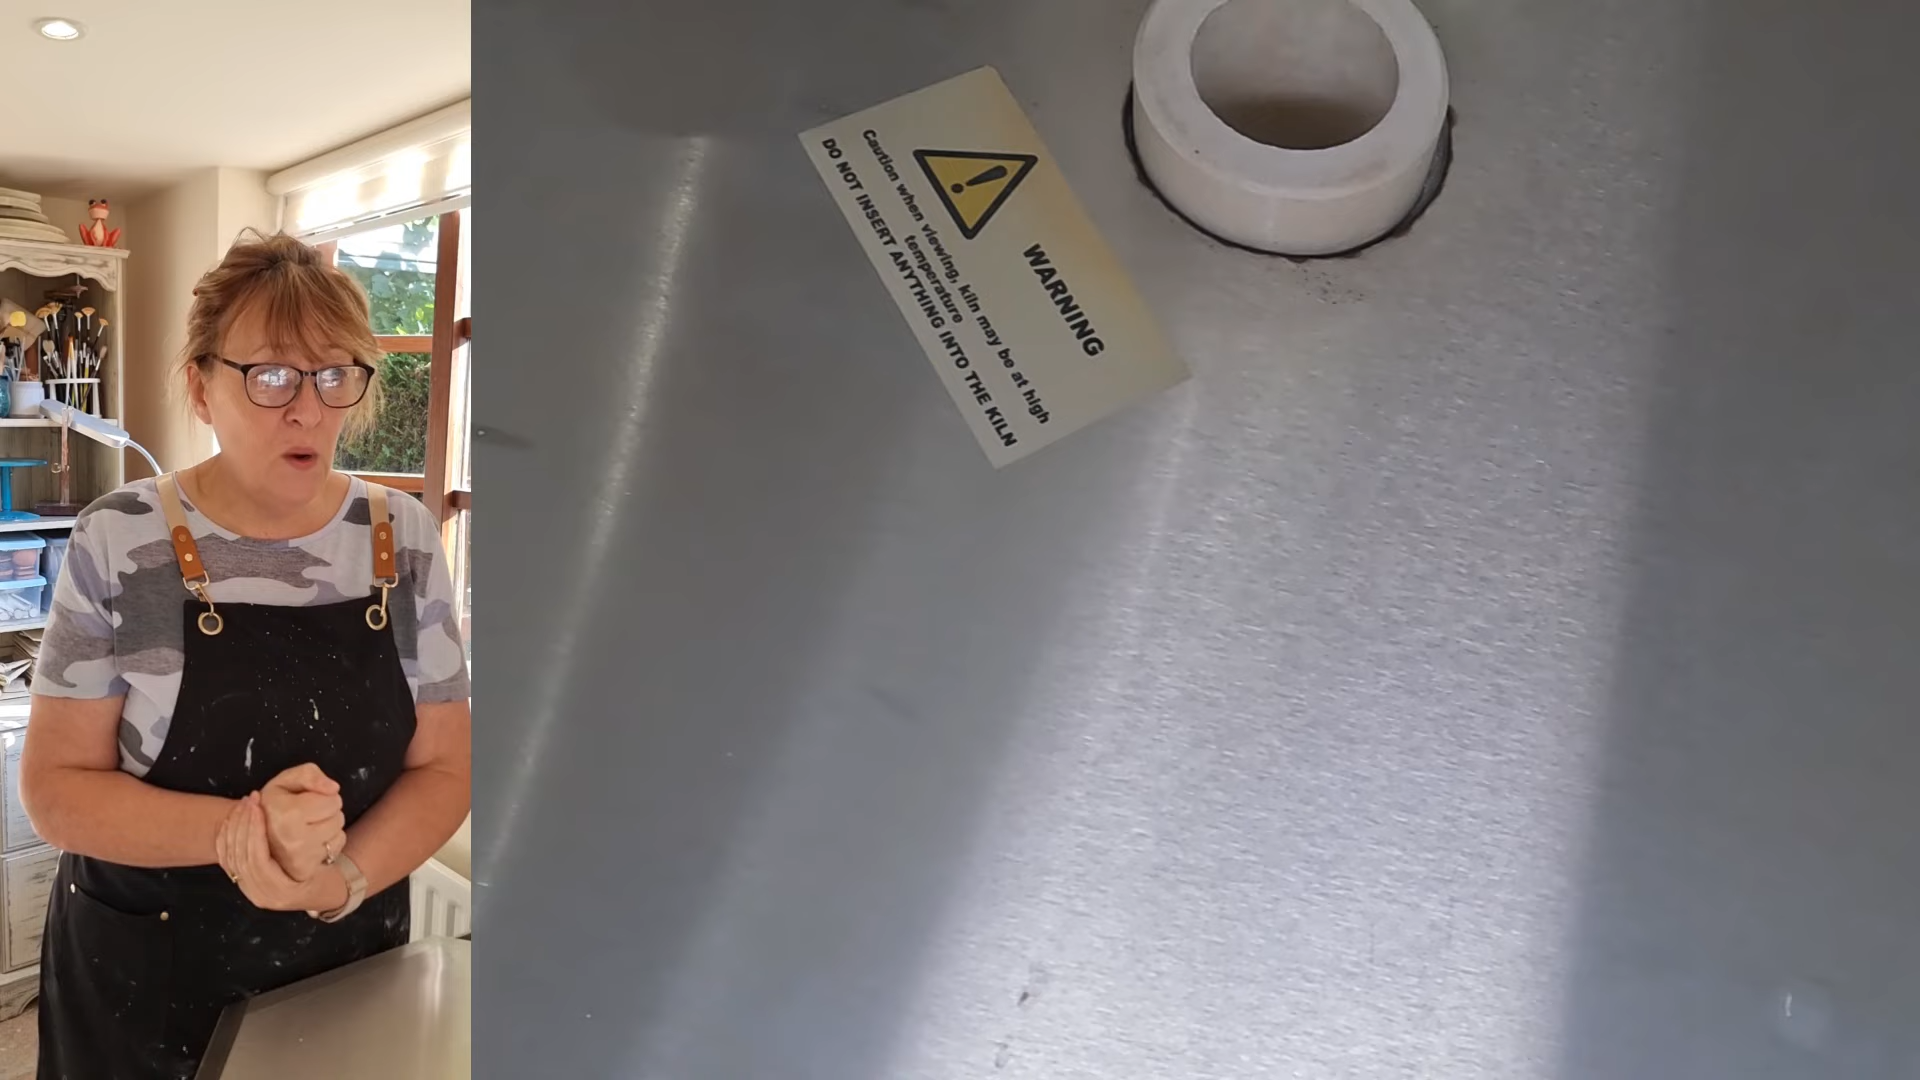 WARNING
Caution when viewing, kiln may be at high
temperature
DO NOT INSERT ANYTHING INTO THE KILN